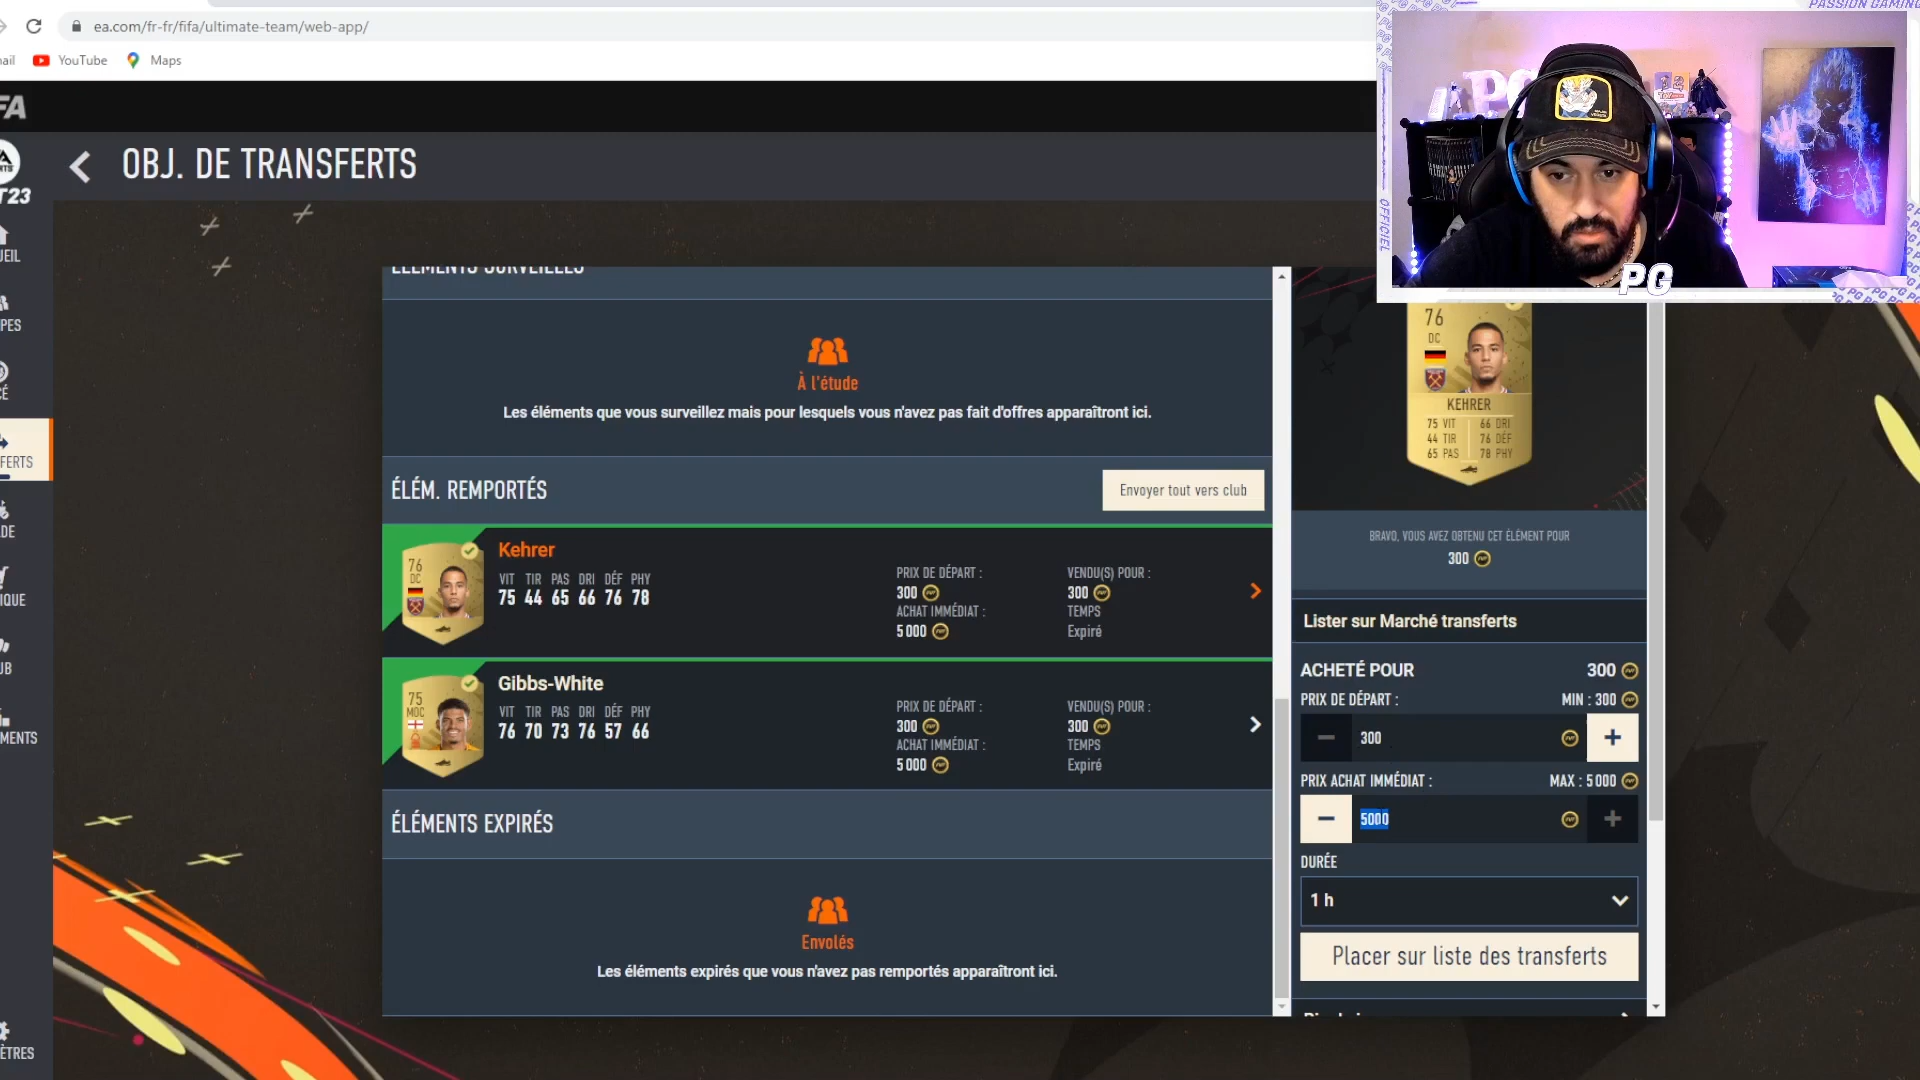 ea.com/fr-fr/fifa/ultimate-team/web-app/
PASSION GAMING
YouTube
Maps
OBJ. DE TRANSFERTS
OFFICIEL
PG
À l'étude
Les éléments que vous surveillez mais pour lesquels vous n'avez pas fait d'offres apparaîtront ici.
ÉLÉM. REMPORTÉS
Envoyer tout vers club
76
DC
Kehrer
VIT TIR PAS DRI DÉF PHY
75 44 65 66 76 78
PRIX DE DÉPART :
300
ACHAT IMMÉDIAT :
5 000
VENDU(S) POUR :
300
TEMPS
Expiré
75
MOC
Gibbs-White
VIT TIR PAS DRI DÉF PHY
76 70 73 76 57 66
PRIX DE DÉPART :
300
ACHAT IMMÉDIAT :
5 000
VENDU(S) POUR :
300
TEMPS
Expiré
ÉLÉMENTS EXPIRÉS
Envolés
Les éléments expirés que vous n'avez pas remportés apparaîtront ici.
76
DC
KEHRER
75 VIT 66 DRI
44 TIR 76 DÉF
65 PAS 78 PHY
BRAVO, VOUS AVEZ OBTENU CET ÉLÉMENT POUR
300
Lister sur Marché transferts
ACHETÉ POUR 300
PRIX DE DÉPART : MIN : 300
− 300 +
PRIX ACHAT IMMÉDIAT : MAX : 5 000
− 5000 +
DURÉE
1 h
Placer sur liste des transferts